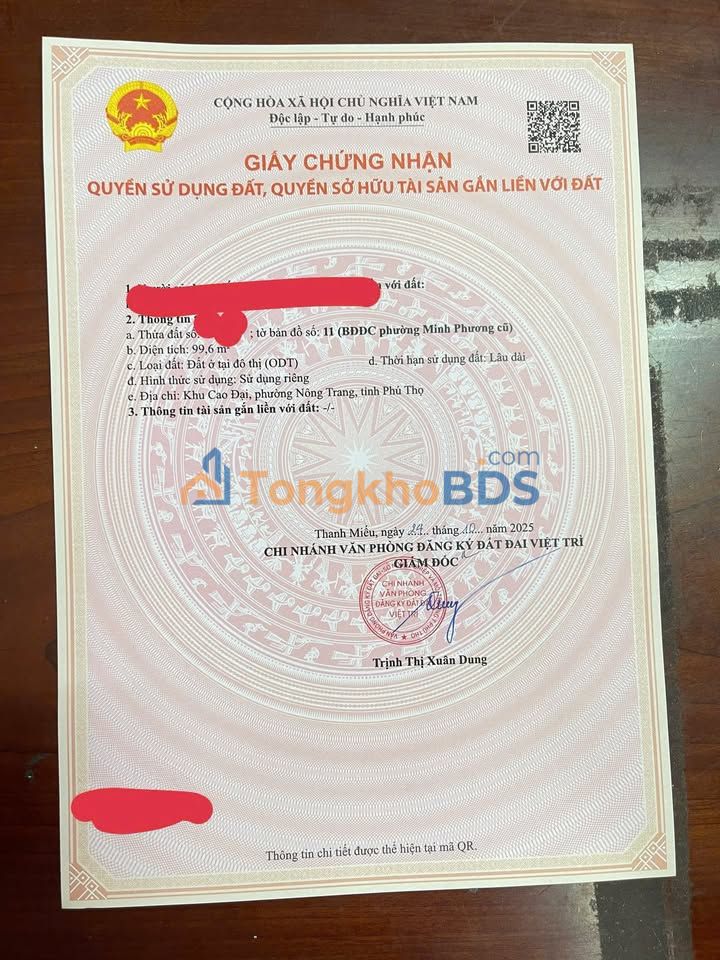 CỘNG HÒA XÃ HỘI CHỦ NGHĨA VIỆT NAM
Độc lập - Tự do - Hạnh phúc
GIẤY CHỨNG NHẬN
QUYỀN SỬ DỤNG ĐẤT, QUYỀN SỞ HỮU TÀI SẢN GẮN LIỀN VỚI ĐẤT
với đất:
2. Thông tin
a. Thửa đất số: ; tờ bản đồ số: 11 (BĐĐC phường Minh Phương cũ)
b. Diện tích: 99,6 m²
c. Loại đất: Đất ở tại đô thị (ODT) d. Thời hạn sử dụng đất: Lâu dài
đ. Hình thức sử dụng: Sử dụng riêng
e. Địa chỉ: Khu Cao Đại, phường Nông Trang, tỉnh Phú Thọ
3. Thông tin tài sản gắn liền với đất: -/-
TongkhoBDS.com
Thanh Miếu, ngày 29 tháng 10 năm 2025
CHI NHÁNH VĂN PHÒNG ĐĂNG KÝ ĐẤT ĐAI VIỆT TRÌ
GIÁM ĐỐC
CHI NHÁNH
VĂN PHÒNG
ĐĂNG KÝ ĐẤT ĐAI
VIỆT TRÌ
Trịnh Thị Xuân Dung
Thông tin chi tiết được thể hiện tại mã QR.